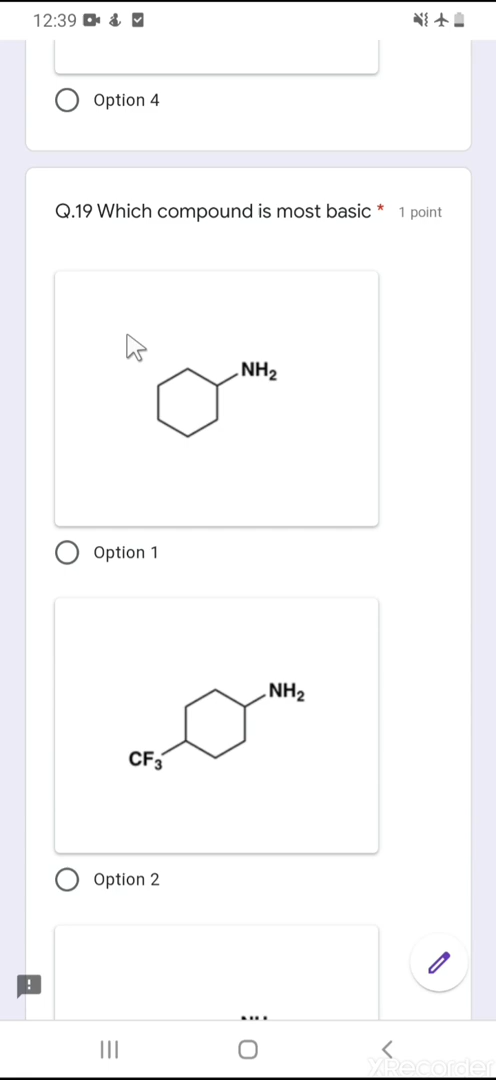 12:39
Option 4
Q.19 Which compound is most basic * 1 point
NH₂
Option 1
NH₂
CF₃
Option 2
XRecorder